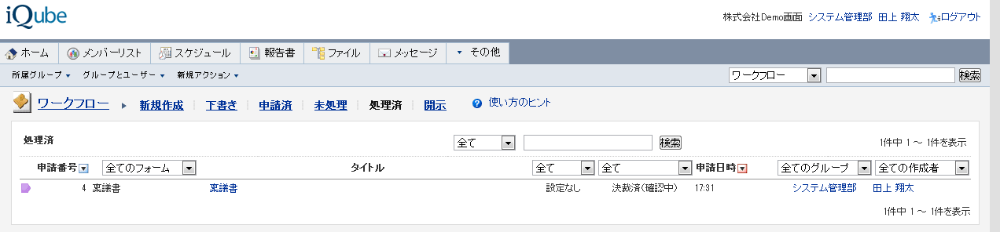 iQube
株式会社Demo画面 システム管理部 田上 翔太 ログアウト
ホーム メンバーリスト スケジュール 報告書 ファイル メッセージ その他
所属グループ グループとユーザー 新規アクション ワークフロー 検索
ワークフロー 新規作成 下書き 申請済 未処理 処理済 開示 使い方のヒント
処理済 全て 検索 1件中 1 ～ 1件を表示
申請番号 全てのフォーム タイトル 全て 全て 申請日時 全てのグループ 全ての作成者
4 稟議書 稟議書 設定なし 決裁済(確認中) 17:31 システム管理部 田上 翔太
1件中 1 ～ 1件を表示